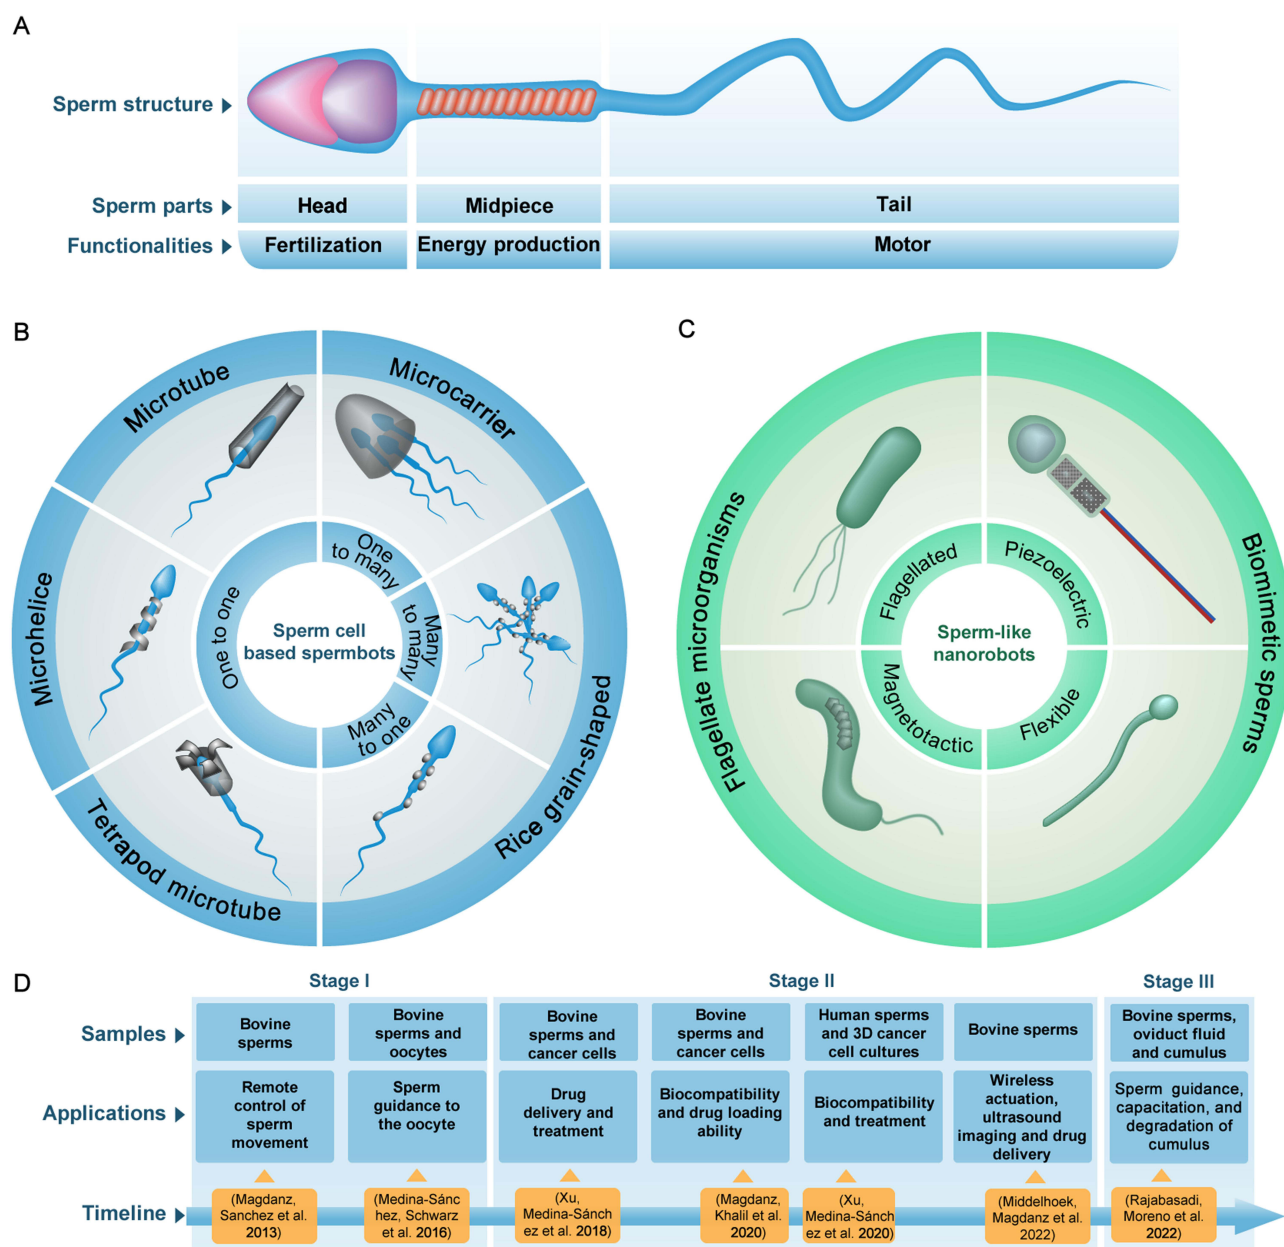 A
Sperm structure
Sperm parts
Head
Midpiece
Tail
Functionalities
Fertilization
Energy production
Motor
B
Microtube
Microcarrier
Microhelice
Tetrapod microtube
Rice grain-shaped
One to one
One
to many
Many
to many
Many
to one
Sperm cell
based spermbots
C
Flagellate microorganisms
Biomimetic sperms
Flagellated
Piezoelectric
Magnetotactic
Flexible
Sperm-like
nanorobots
D
Stage I
Stage II
Stage III
Samples
Bovine
sperms
Bovine
sperms and
oocytes
Bovine
sperms and
cancer cells
Bovine
sperms and
cancer cells
Human sperms
and 3D cancer
cell cultures
Bovine sperms
Bovine sperms,
oviduct fluid
and cumulus
Applications
Remote
control of
sperm
movement
Sperm
guidance to
the oocyte
Drug
delivery and
treatment
Biocompatibility
and drug loading
ability
Biocompatibility
and treatment
Wireless
actuation,
ultrasound
imaging and drug
delivery
Sperm guidance,
capacitation, and
degradation of
cumulus
Timeline
(Magdanz,
Sanchez et al.
2013)
(Medina-Sánc
hez, Schwarz
et al. 2016)
(Xu,
Medina-Sánch
ez et al. 2018)
(Magdanz,
Khalil et al.
2020)
(Xu,
Medina-Sánch
ez et al. 2020)
(Middelhoek,
Magdanz et al.
2022)
(Rajabasadi,
Moreno et al.
2022)